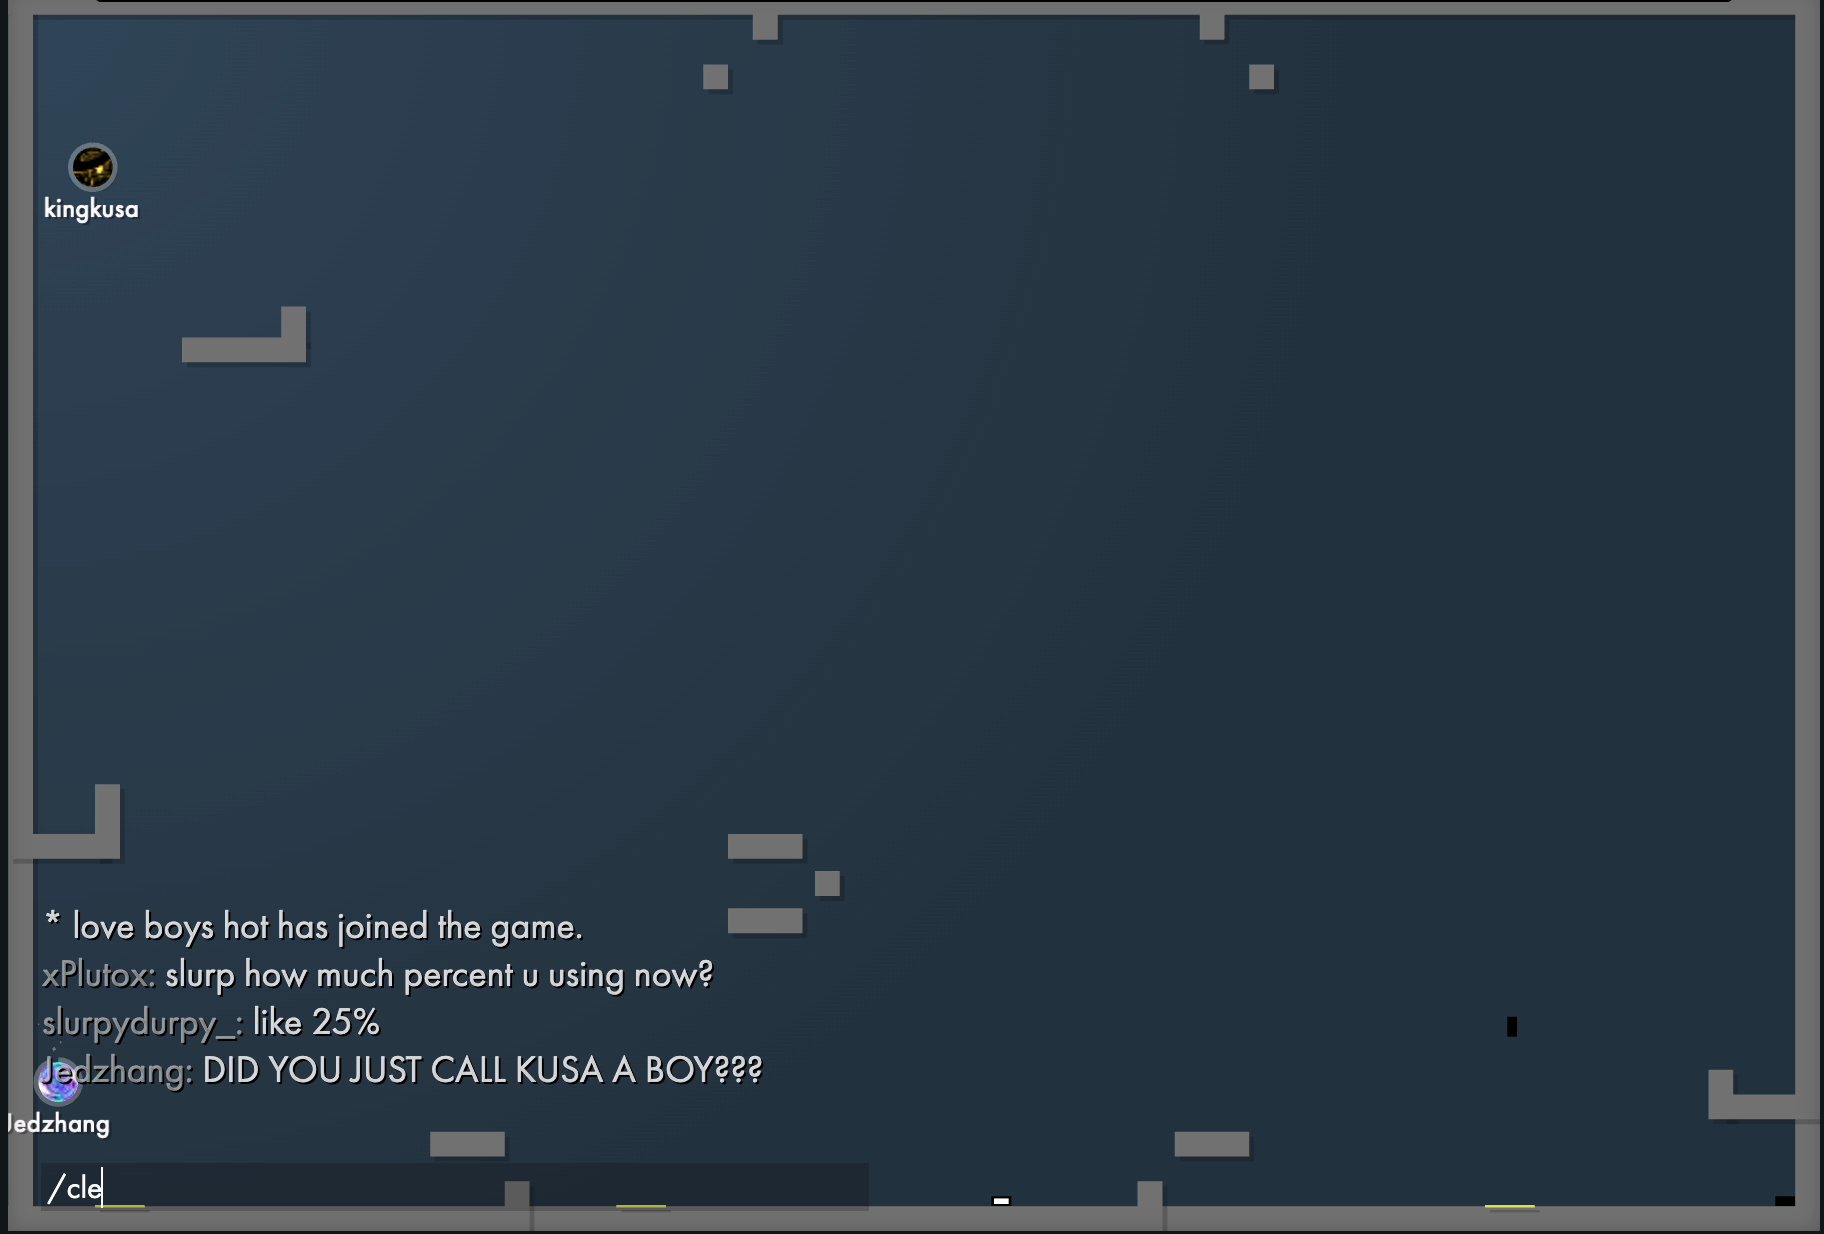 kingkusa
* love boys hot has joined the game.
xPlutox: slurp how much percent u using now?
slurpydurpy_: like 25%
Jedzhang: DID YOU JUST CALL KUSA A BOY???
Jedzhang
/cle